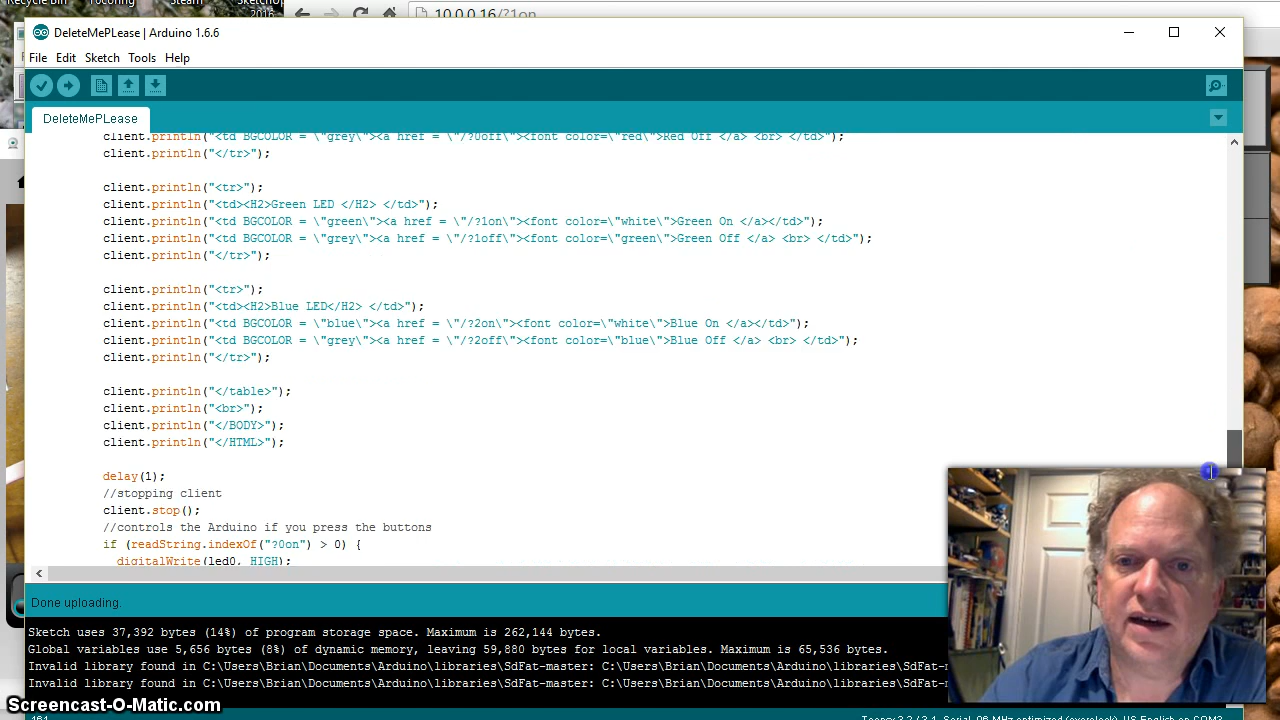 Recycle Bin
Toolbiling
Steam
SketchUp
2016
10.0.0.16/?1on
DeleteMePLease | Arduino 1.6.6
File Edit Sketch Tools Help
DeleteMePLease
client.println("<td BGCOLOR = \"grey\"><a href = \"/?0off\"><font color=\"red\">Red Off </a> <br> </td>");
client.println("</tr>");
client.println("<tr>");
client.println("<td><H2>Green LED </H2> </td>");
client.println("<td BGCOLOR = \"green\"><a href = \"/?1on\"><font color=\"white\">Green On </a></td>");
client.println("<td BGCOLOR = \"grey\"><a href = \"/?1off\"><font color=\"green\">Green Off </a> <br> </td>");
client.println("</tr>");
client.println("<tr>");
client.println("<td><H2>Blue LED</H2> </td>");
client.println("<td BGCOLOR = \"blue\"><a href = \"/?2on\"><font color=\"white\">Blue On </a></td>");
client.println("<td BGCOLOR = \"grey\"><a href = \"/?2off\"><font color=\"blue\">Blue Off </a> <br> </td>");
client.println("</tr>");
client.println("</table>");
client.println("<br>");
client.println("</BODY>");
client.println("</HTML>");
delay(1);
//stopping client
client.stop();
//controls the Arduino if you press the buttons
if (readString.indexOf("?0on") > 0) {
digitalWrite(led0, HIGH);
Done uploading.
Sketch uses 37,392 bytes (14%) of program storage space. Maximum is 262,144 bytes.
Global variables use 5,656 bytes (8%) of dynamic memory, leaving 59,880 bytes for local variables. Maximum is 65,536 bytes.
Invalid library found in C:\Users\Brian\Documents\Arduino\libraries\SdFat-master: C:\Users\Brian\Documents\Arduino\libraries\SdFat-m
Invalid library found in C:\Users\Brian\Documents\Arduino\libraries\SdFat-master: C:\Users\Brian\Documents\Arduino\libraries\SdFat-m
Screencast-O-Matic.com
161
Teensy 3.2 / 3.1, Serial, 96 MHz optimized (overclock), US English on COM3